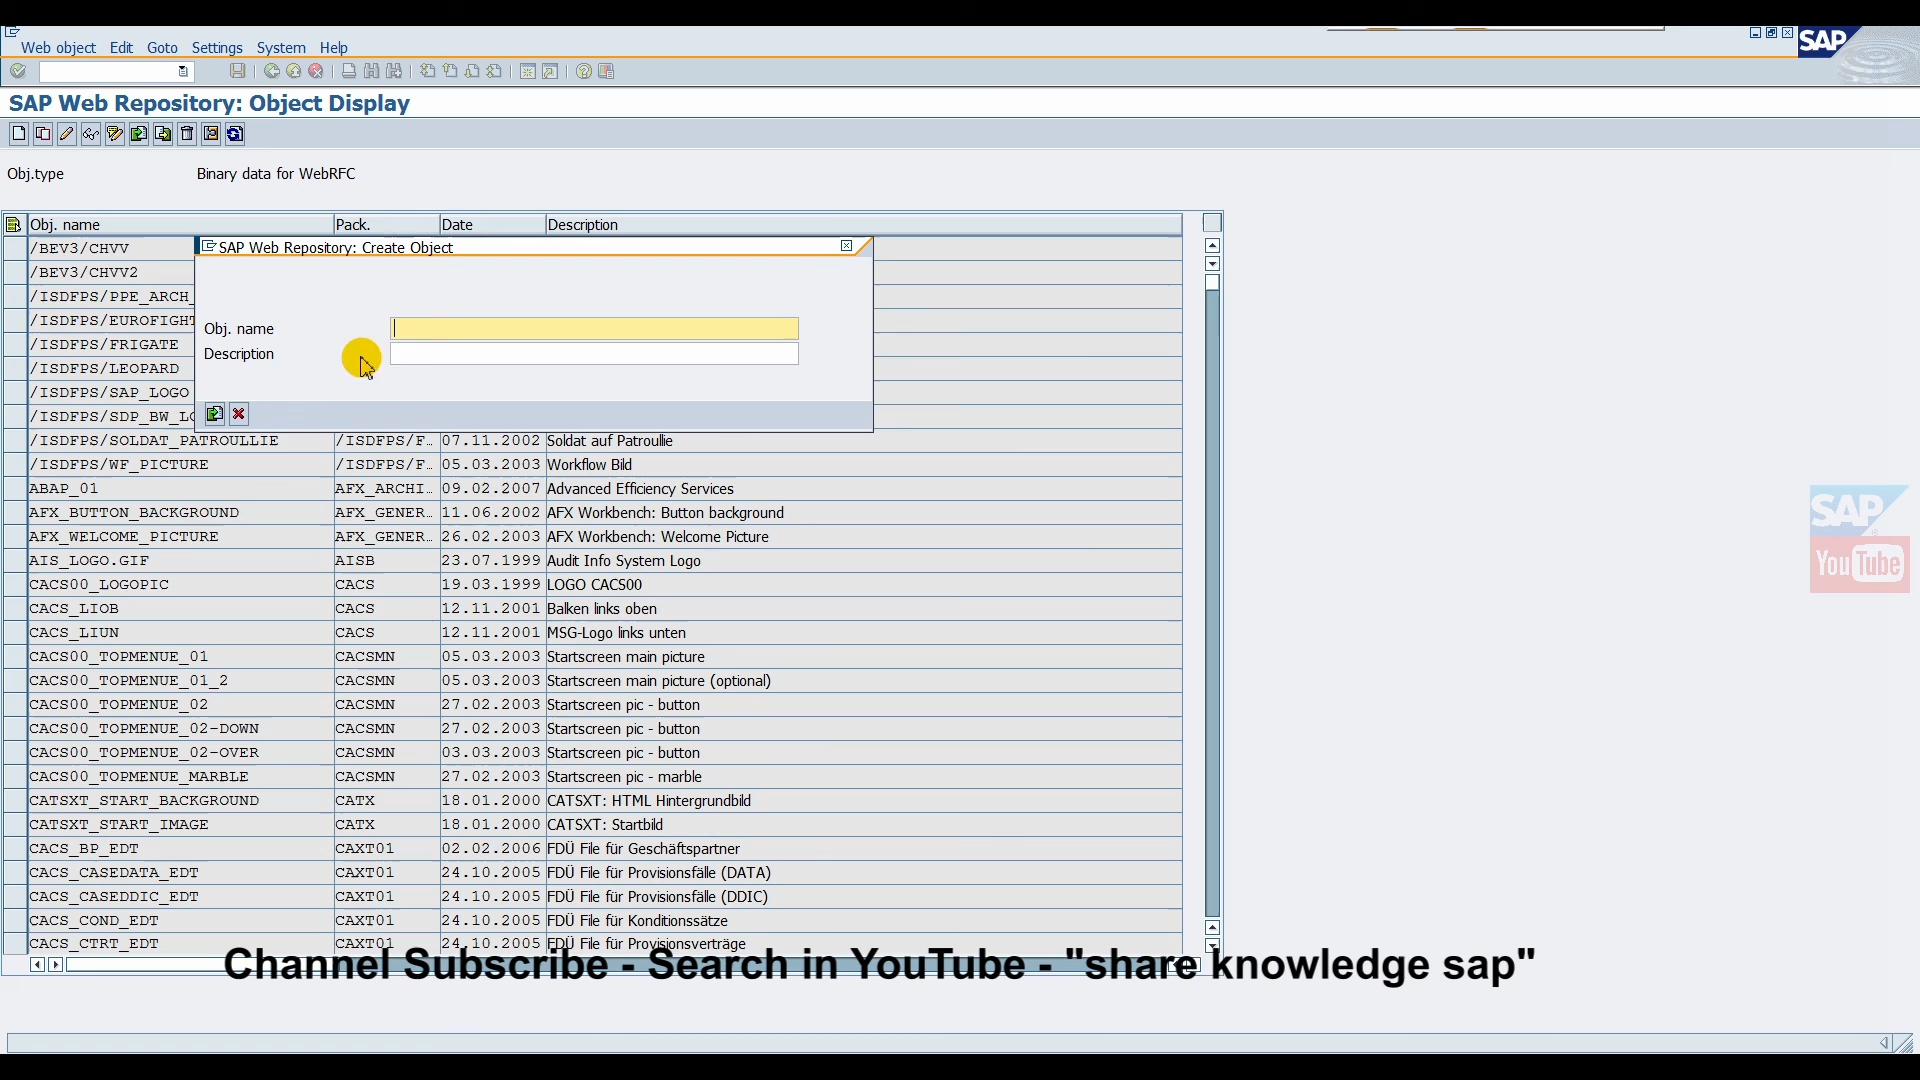 Web object Edit Goto Settings System Help
SAP
SAP Web Repository: Object Display
Obj.type Binary data for WebRFC
Obj. name Pack. Date Description
/BEV3/CHVV
/BEV3/CHVV2
/ISDFPS/PPE_ARCH_
/ISDFPS/EUROFIGHT
/ISDFPS/FRIGATE
/ISDFPS/LEOPARD
/ISDFPS/SAP_LOGO
/ISDFPS/SDP_BW_LO
SAP Web Repository: Create Object
Obj. name
Description
/ISDFPS/SOLDAT_PATROULLIE /ISDFPS/F… 07.11.2002 Soldat auf Patroullie
/ISDFPS/WF_PICTURE /ISDFPS/F… 05.03.2003 Workflow Bild
ABAP_01 AFX_ARCHI… 09.02.2007 Advanced Efficiency Services
AFX_BUTTON_BACKGROUND AFX_GENER… 11.06.2002 AFX Workbench: Button background
AFX_WELCOME_PICTURE AFX_GENER… 26.02.2003 AFX Workbench: Welcome Picture
AIS_LOGO.GIF AISB 23.07.1999 Audit Info System Logo
CACS00_LOGOPIC CACS 19.03.1999 LOGO CACS00
CACS_LIOB CACS 12.11.2001 Balken links oben
CACS_LIUN CACS 12.11.2001 MSG-Logo links unten
CACS00_TOPMENUE_01 CACSMN 05.03.2003 Startscreen main picture
CACS00_TOPMENUE_01_2 CACSMN 05.03.2003 Startscreen main picture (optional)
CACS00_TOPMENUE_02 CACSMN 27.02.2003 Startscreen pic - button
CACS00_TOPMENUE_02-DOWN CACSMN 27.02.2003 Startscreen pic - button
CACS00_TOPMENUE_02-OVER CACSMN 03.03.2003 Startscreen pic - button
CACS00_TOPMENUE_MARBLE CACSMN 27.02.2003 Startscreen pic - marble
CATSXT_START_BACKGROUND CATX 18.01.2000 CATSXT: HTML Hintergrundbild
CATSXT_START_IMAGE CATX 18.01.2000 CATSXT: Startbild
CACS_BP_EDT CAXT01 02.02.2006 FDÜ File für Geschäftspartner
CACS_CASEDATA_EDT CAXT01 24.10.2005 FDÜ File für Provisionsfälle (DATA)
CACS_CASEDDIC_EDT CAXT01 24.10.2005 FDÜ File für Provisionsfälle (DDIC)
CACS_COND_EDT CAXT01 24.10.2005 FDÜ File für Konditionssätze
CACS_CTRT_EDT CAXT01 24.10.2005 FDÜ File für Provisionsverträge
Channel Subscribe - Search in YouTube - "share knowledge sap"
SAP
YouTube